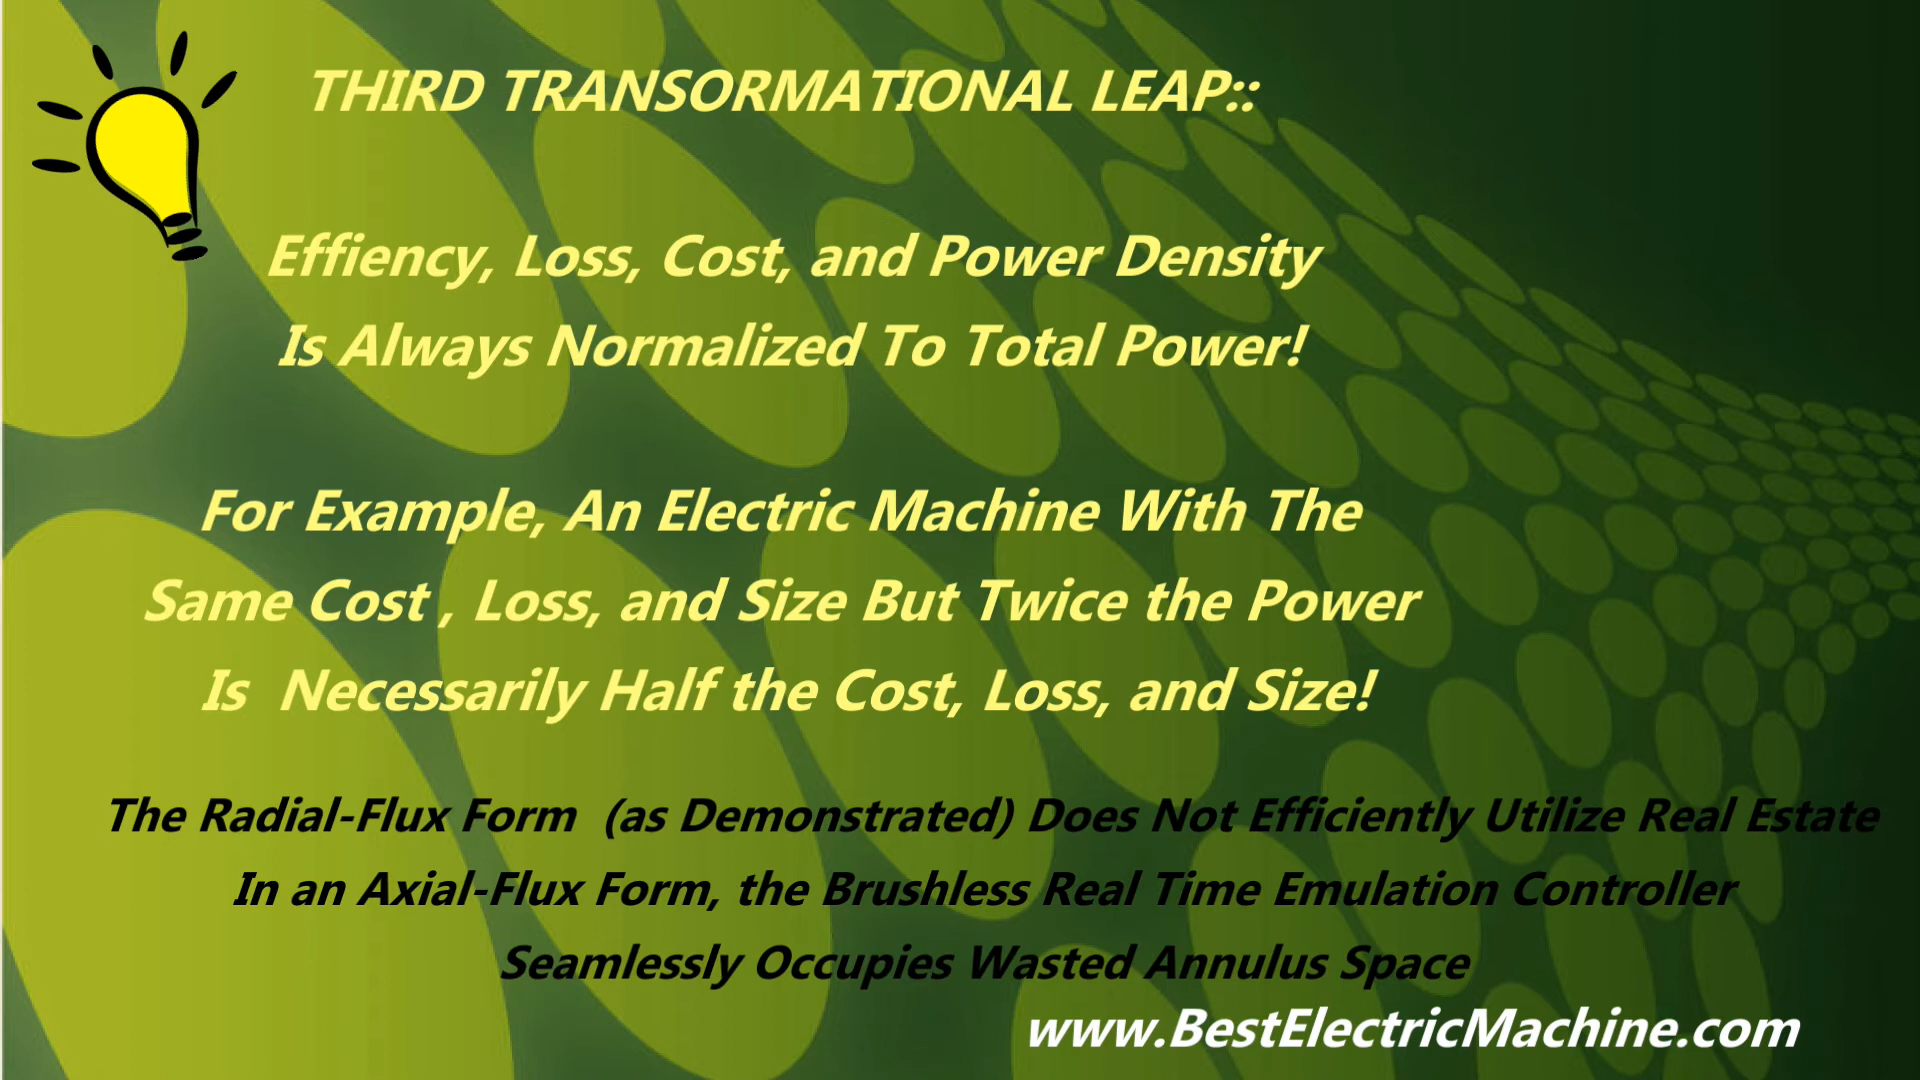 THIRD TRANSORMATIONAL LEAP::
Effiency, Loss, Cost, and Power Density
Is Always Normalized To Total Power!
For Example, An Electric Machine With The
Same Cost , Loss, and Size But Twice the Power
Is  Necessarily Half the Cost, Loss, and Size!
The Radial-Flux Form  (as Demonstrated) Does Not Efficiently Utilize Real Estate
In an Axial-Flux Form, the Brushless Real Time Emulation Controller
Seamlessly Occupies Wasted Annulus Space
www.BestElectricMachine.com